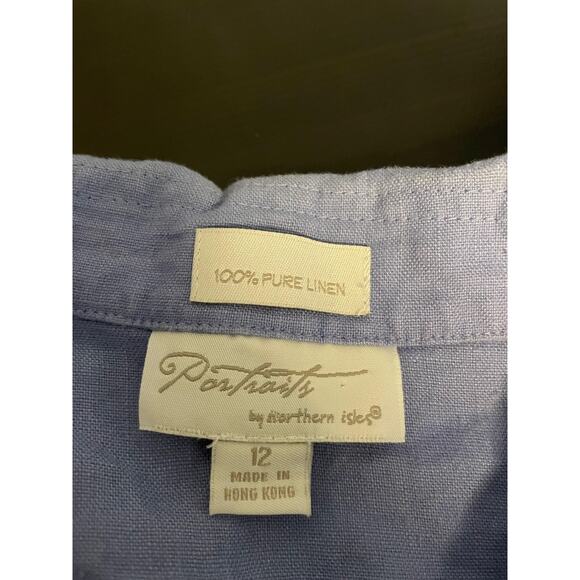 100% PURE LINEN
Portraits
by northern isles®
12
MADE IN
HONG KONG